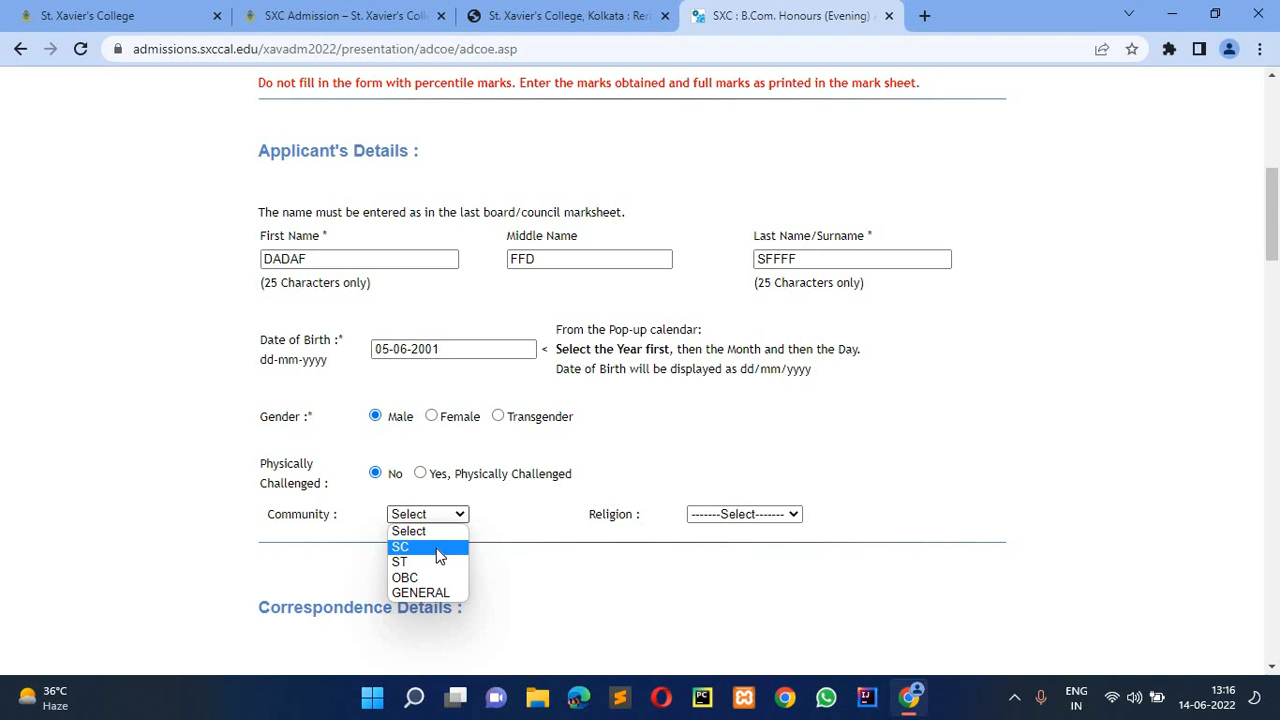 St. Xavier's College
SXC Admission – St. Xavier's Col
St. Xavier's College, Kolkata : Rem
SXC : B.Com. Honours (Evening)
admissions.sxccal.edu/xavadm2022/presentation/adcoe/adcoe.asp
Do not fill in the form with percentile marks. Enter the marks obtained and full marks as printed in the mark sheet.
Applicant's Details :
The name must be entered as in the last board/council marksheet.
First Name * Middle Name Last Name/Surname *
DADAF FFD SFFFF
(25 Characters only) (25 Characters only)
From the Pop-up calendar:
Date of Birth :*
05-06-2001 < Select the Year first, then the Month and then the Day.
dd-mm-yyyy
Date of Birth will be displayed as dd/mm/yyyy
Gender :* Male Female Transgender
Physically
Challenged : No Yes, Physically Challenged
Community : Select Religion : -------Select-------
Select
SC
ST
OBC
GENERAL
Correspondence Details :
36°C
Haze
ENG
IN
13:16
14-06-2022